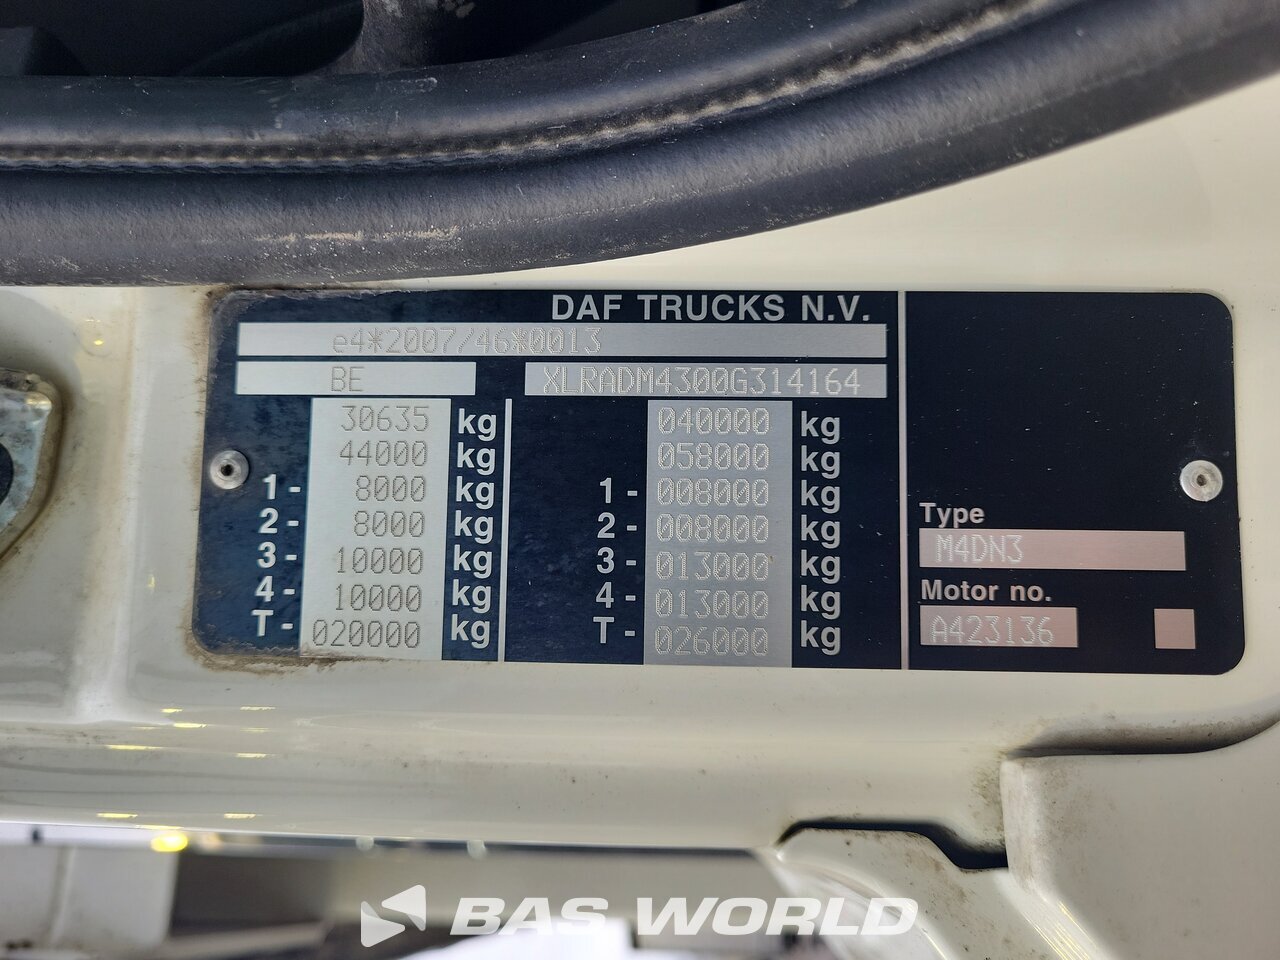 DAF TRUCKS N.V.
e4*2007/46*0013
BE XLRADM4300G314164
30635 kg 040000 kg
44000 kg 058000 kg
1- 8000 kg 1- 008000 kg
2- 8000 kg 2- 008000 kg
3- 10000 kg 3- 013000 kg
4- 10000 kg 4- 013000 kg
T- 020000 kg T- 026000 kg
Type
M4DN3
Motor no.
A423136
BAS WORLD